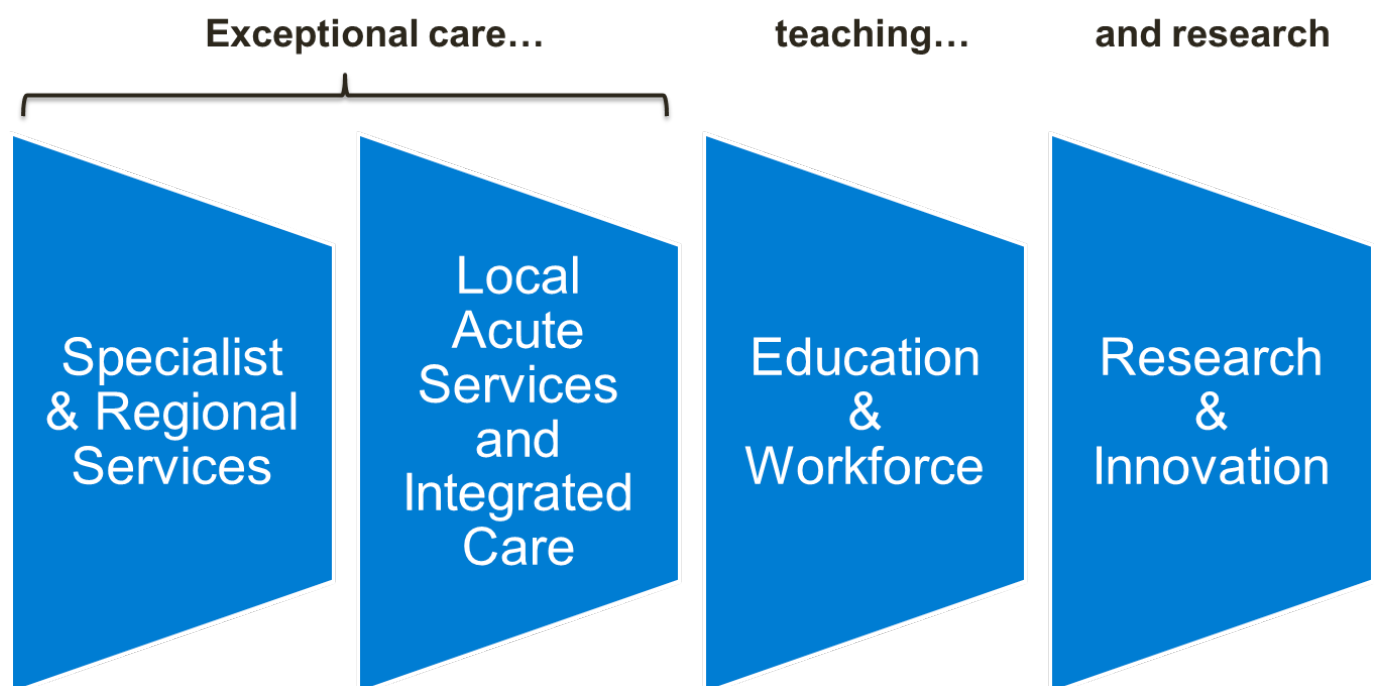 Exceptional care…
teaching…
and research
Specialist
& Regional
Services
Local
Acute
Services
and
Integrated
Care
Education
&
Workforce
Research
&
Innovation